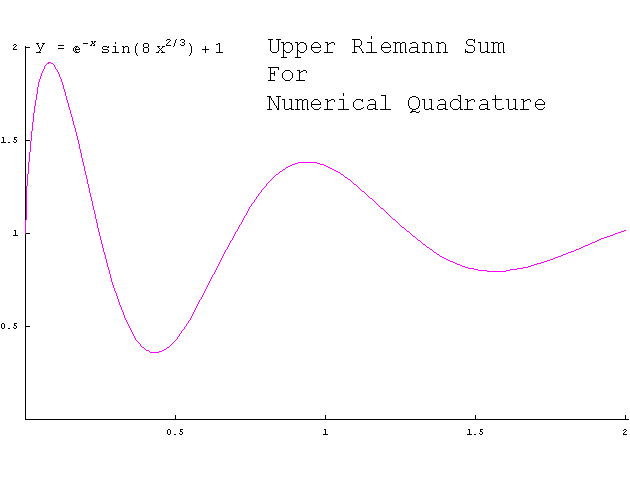 y = e^{-x} sin(8 x^{2/3}) + 1
Upper Riemann Sum
For
Numerical Quadrature
2
1.5
1
0.5
0.5 1 1.5 2